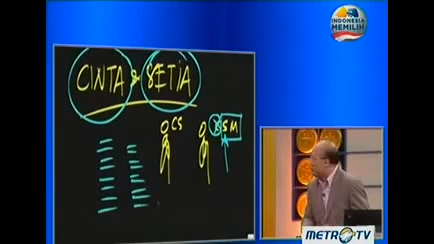 INDONESIA
MEMILIH
CINTA & SETIA
CS
SM
METRO TV